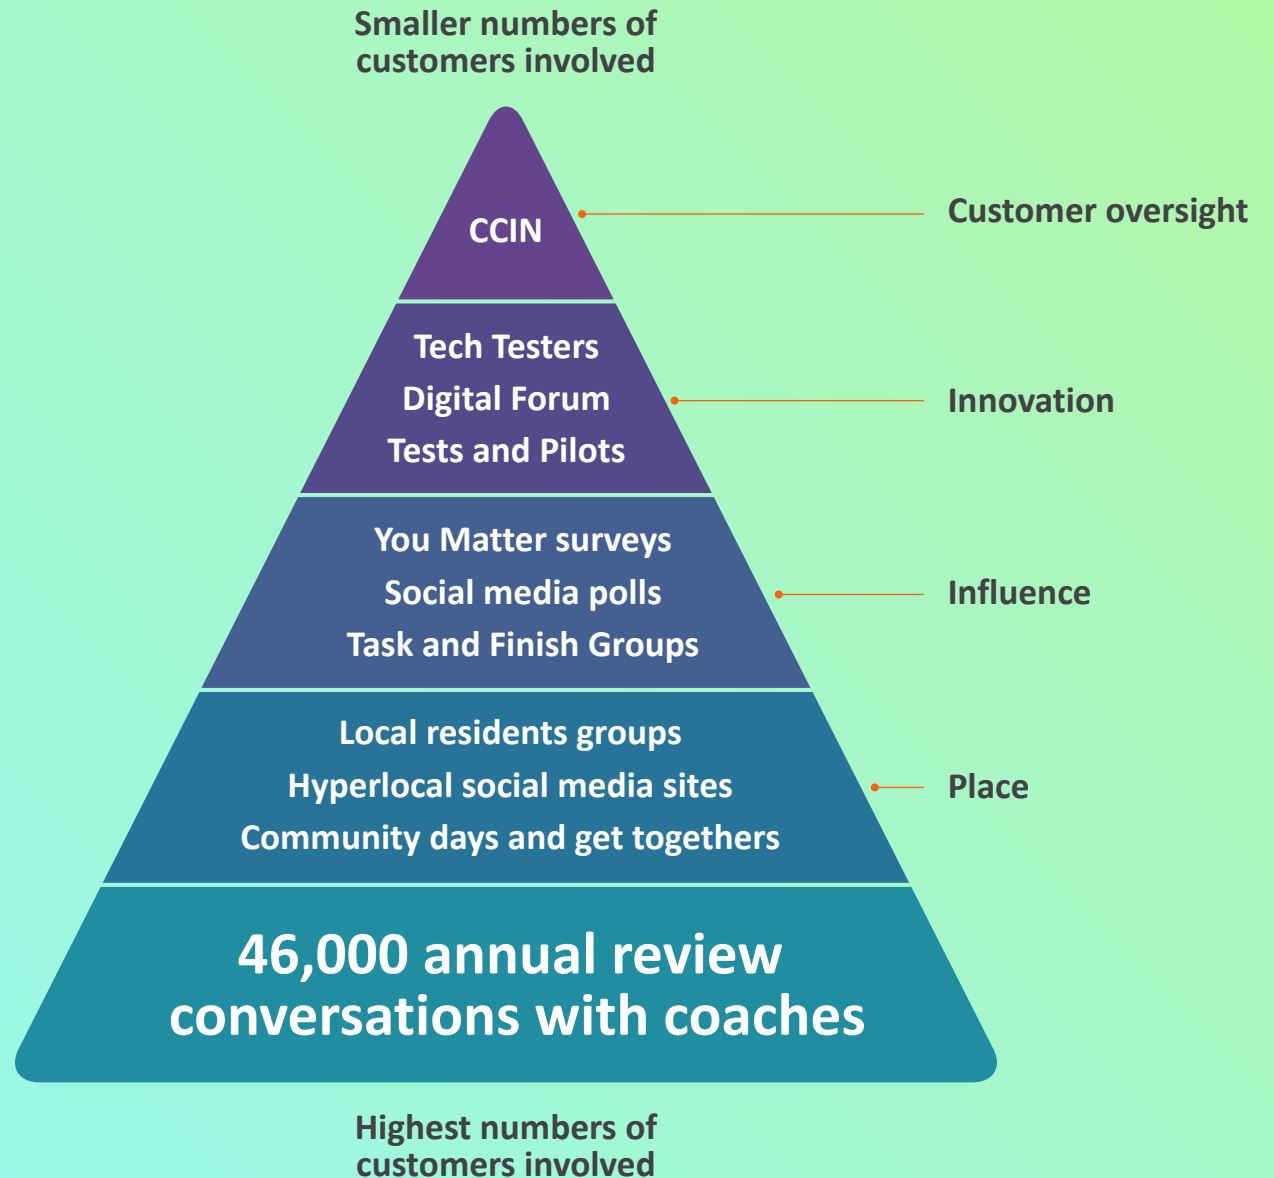 Smaller numbers of
customers involved
CCIN
Customer oversight
Tech Testers
Digital Forum
Tests and Pilots
Innovation
You Matter surveys
Social media polls
Task and Finish Groups
Influence
Local residents groups
Hyperlocal social media sites
Community days and get togethers
Place
46,000 annual review
conversations with coaches
Highest numbers of
customers involved